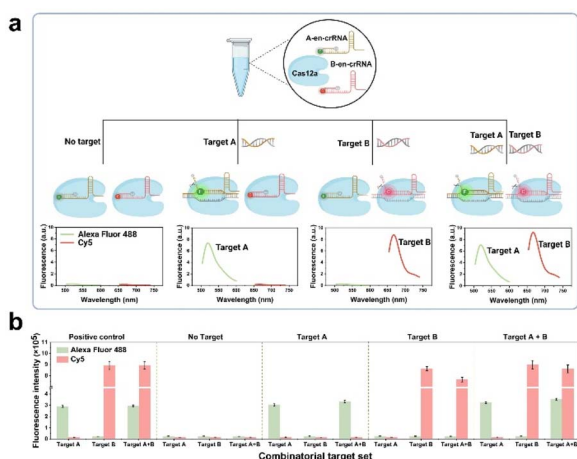 a
A-en-crRNA
B-en-crRNA
Cas12a
No target
Target A
Target B
Target A
Target B
Fluorescence (a.u.)
10
8
6
4
2
0
Alexa Fluor 488
Cy5
500 550 600 650 700 750
Wavelength (nm)
Fluorescence (a.u.)
10
8
6
4
2
0
Target A
500 550 600 650 700 750
Wavelength (nm)
Fluorescence (a.u.)
10
8
6
4
2
0
Target B
500 550 600 650 700 750
Wavelength (nm)
Fluorescence (a.u.)
10
8
6
4
2
0
Target A
Target B
500 550 600 650 700 750
Wavelength (nm)
b
Fluorescence intensity (×10⁵)
Positive control No Target Target A Target B Target A + B
Alexa Fluor 488
Cy5
11
9
7
5
4
3
2
1
0
Target A Target B Target A+B Target A Target B Target A+B Target A Target B Target A+B Target A Target B Target A+B Target A Target B Target A+B
Combinatorial target set